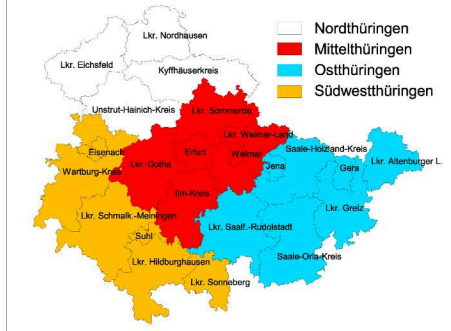 Nordthüringen
Mittelthüringen
Ostthüringen
Südwestthüringen
Lkr. Nordhausen
Lkr. Eichsfeld
Kyffhäuserkreis
Unstrut-Hainich-Kreis
Lkr. Sömmerda
Lkr. Weimar-Land
Eisenach
Erfurt
Weimar
Saale-Holzland-Kreis
Lkr. Altenburger L.
Wartburg-Kreis
Lkr. Gotha
Jena
Gera
Ilm-Kreis
Lkr. Greiz
Lkr. Schmalk.-Meiningen
Lkr. Saalf.-Rudolstadt
Suhl
Saale-Orla-Kreis
Lkr. Hildburghausen
Lkr. Sonneberg